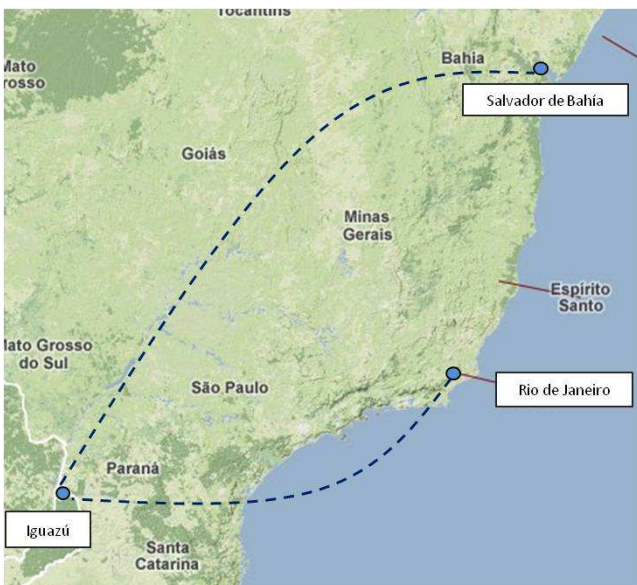 Tocantins
Mato
rosso
Bahia
Salvador de Bahía
Goiás
Minas
Gerais
Espírito
Santo
Mato Grosso
do Sul
São Paulo
Rio de Janeiro
Paraná
Iguazú
Santa
Catarina